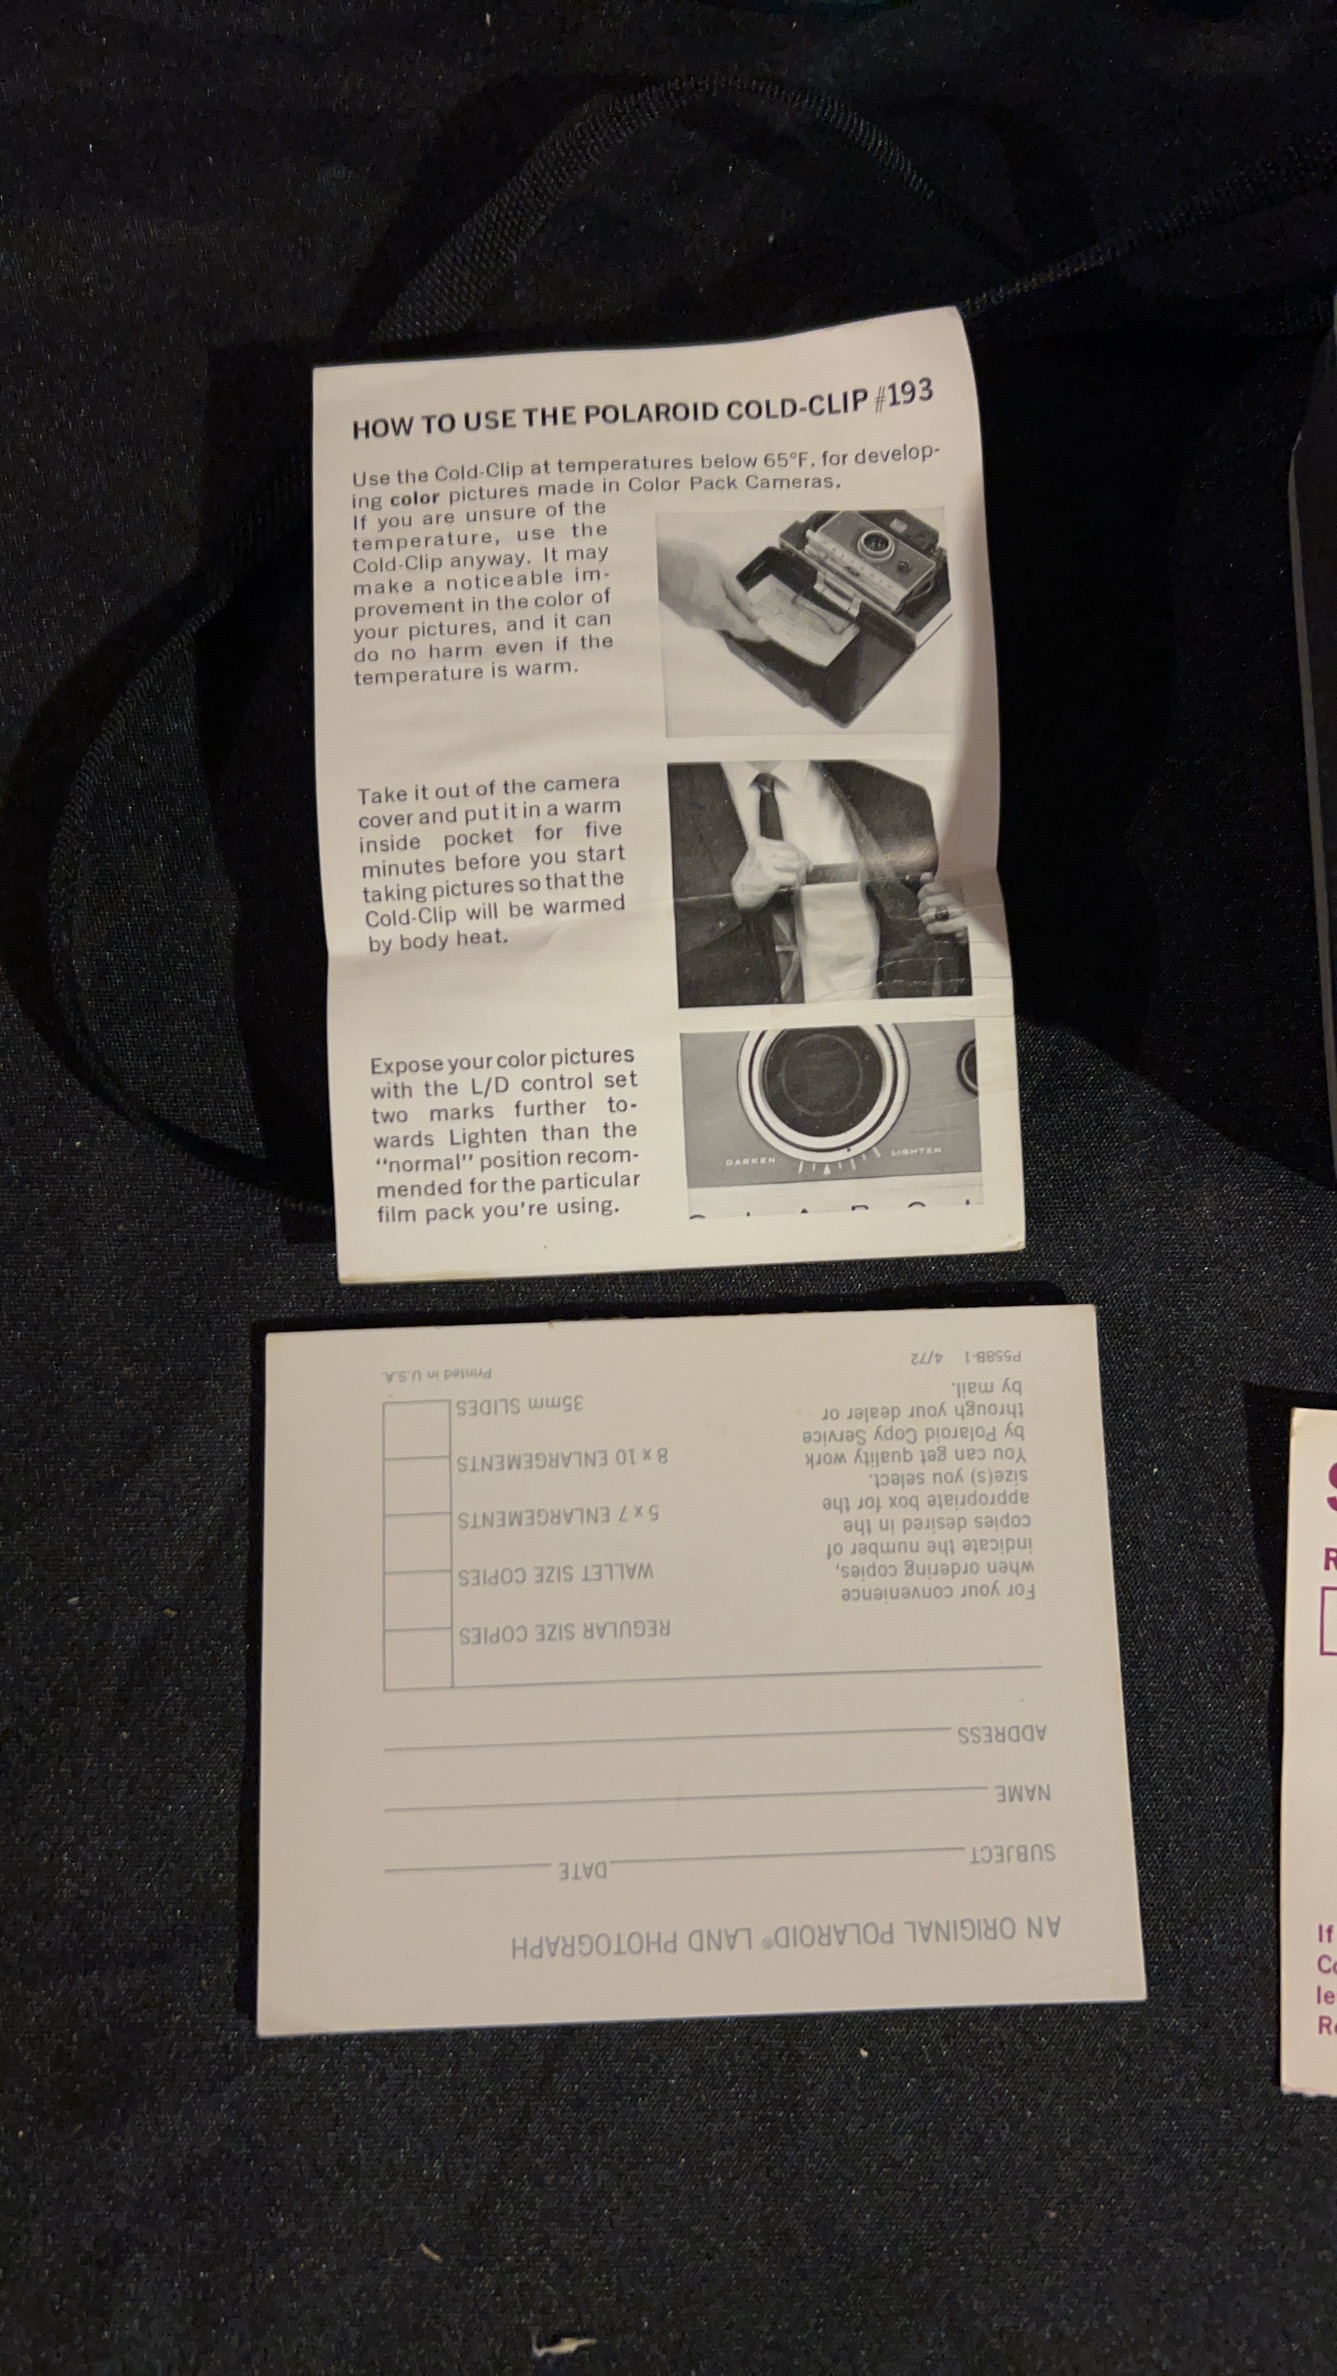 HOW TO USE THE POLAROID COLD-CLIP #193
Use the Cold-Clip at temperatures below 65°F. for develop-
ing color pictures made in Color Pack Cameras.
If you are unsure of the
temperature, use the
Cold-Clip anyway. It may
make a noticeable im-
provement in the color of
your pictures, and it can
do no harm even if the
temperature is warm.
Take it out of the camera
cover and put it in a warm
inside pocket for five
minutes before you start
taking pictures so that the
Cold-Clip will be warmed
by body heat.
Expose your color pictures
with the L/D control set
two marks further to-
wards Lighten than the
"normal" position recom-
mended for the particular
film pack you're using.
DARKEN LIGHTEN
AN ORIGINAL POLAROID® LAND PHOTOGRAPH
SUBJECT DATE
NAME
ADDRESS
For your convenience
when ordering copies,
indicate the number of
copies desired in the
appropriate box for the
size(s) you select.
You can get quality work
by Polaroid Copy Service
through your dealer or
by mail.
P558B-1 4/72
REGULAR SIZE COPIES
WALLET SIZE COPIES
5 x 7 ENLARGEMENTS
8 x 10 ENLARGEMENTS
35mm SLIDES
Printed in U.S.A.
If